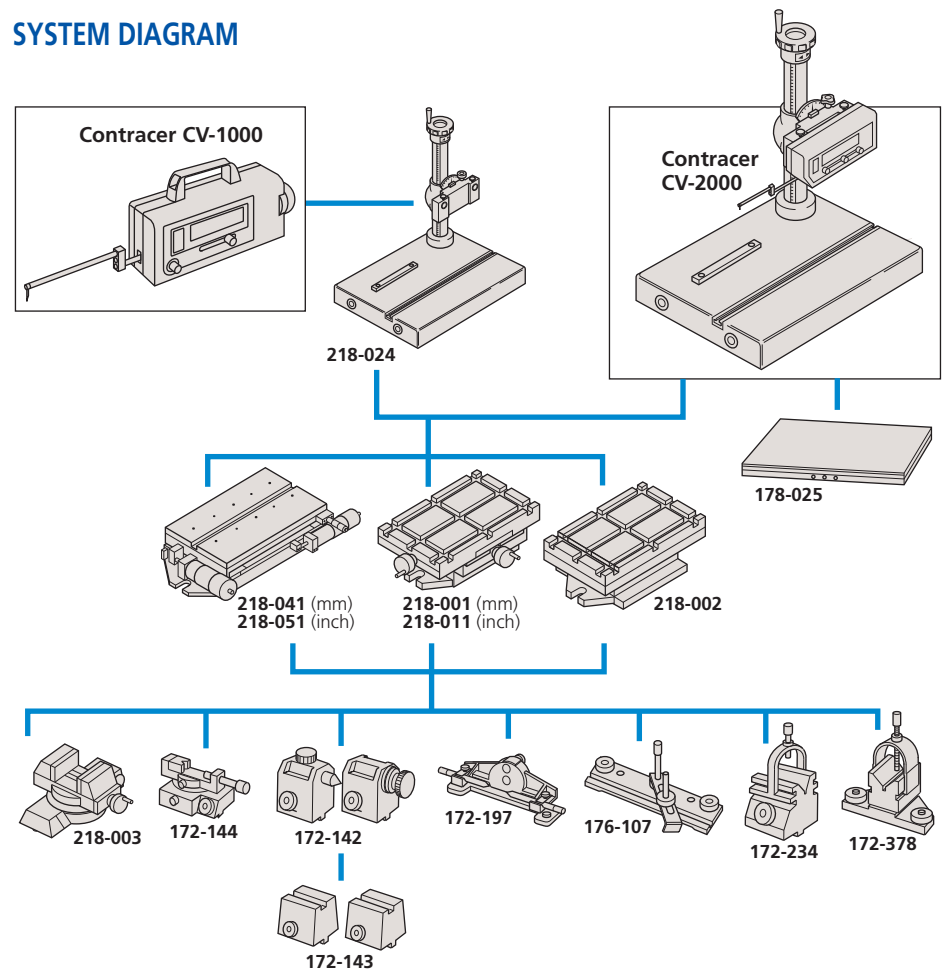 SYSTEM DIAGRAM
Contracer CV-1000
Contracer
CV-2000
218-024
178-025
218-041 (mm)
218-051 (inch)
218-001 (mm)
218-011 (inch)
218-002
218-003
172-144
172-142
172-197
176-107
172-234
172-378
172-143